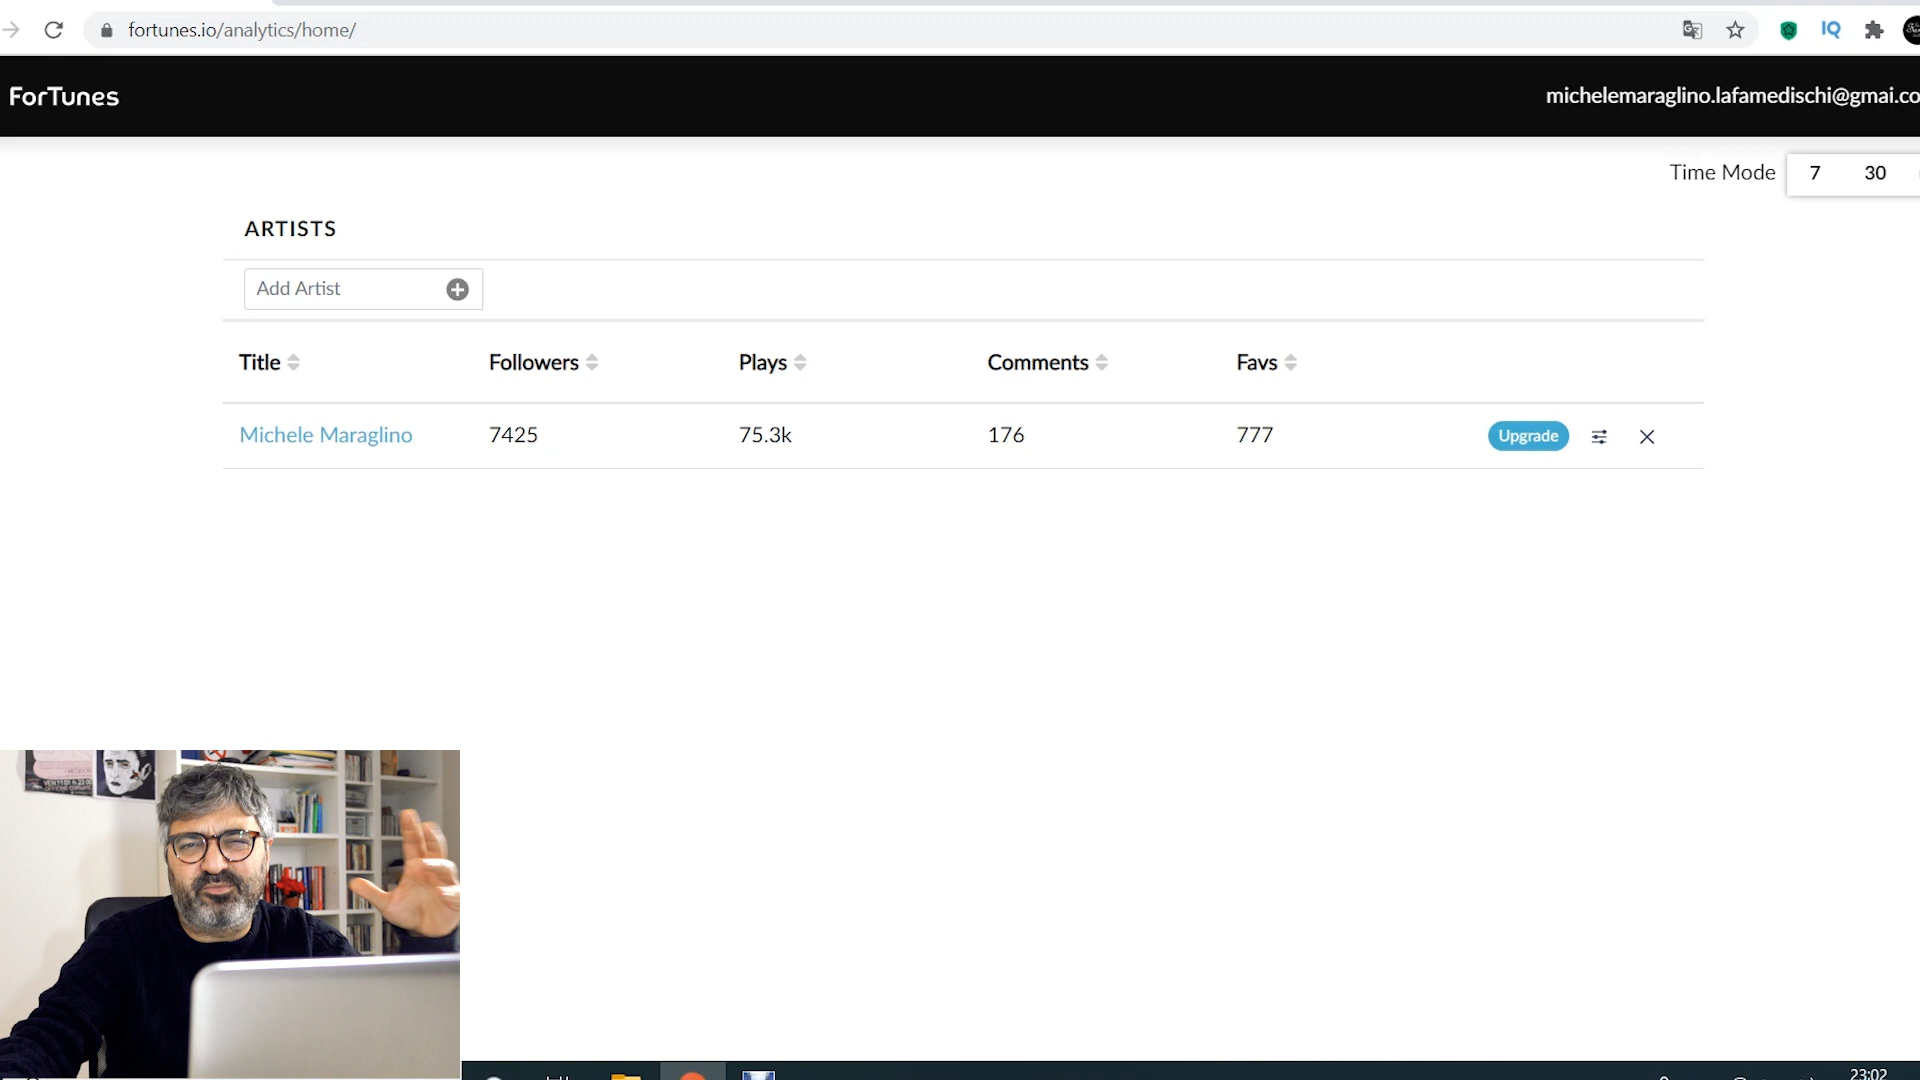 fortunes.io/analytics/home/
IQ
ForTunes
michelemaraglino.lafamedischi@gmai.co
Time Mode
7
30
ARTISTS
Add Artist
Title
Followers
Plays
Comments
Favs
Michele Maraglino
7425
75.3k
176
777
Upgrade
23:02